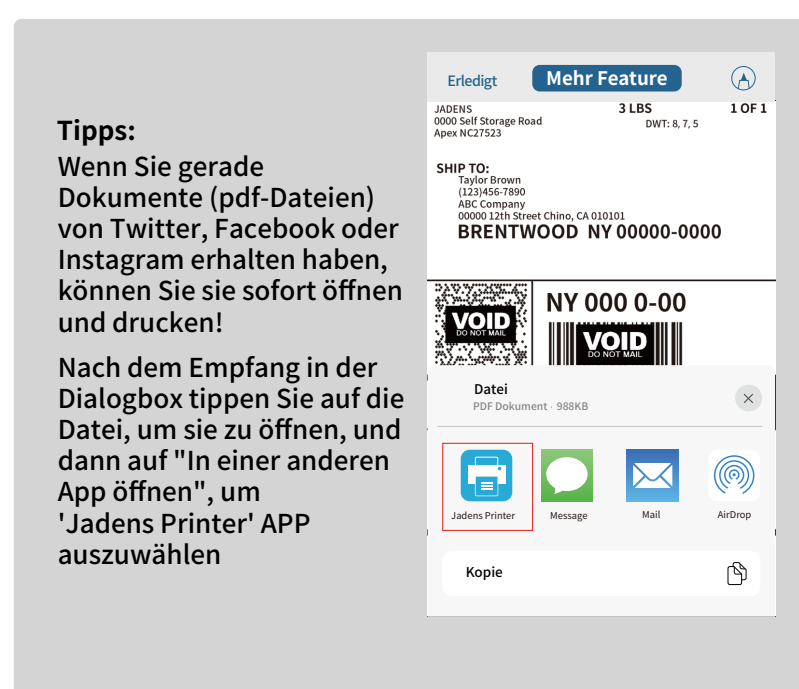 Tipps:
Wenn Sie gerade
Dokumente (pdf-Dateien)
von Twitter, Facebook oder
Instagram erhalten haben,
können Sie sie sofort öffnen
und drucken!
Nach dem Empfang in der
Dialogbox tippen Sie auf die
Datei, um sie zu öffnen, und
dann auf "In einer anderen
App öffnen", um
'Jadens Printer' APP
auszuwählen
Erledigt
Mehr Feature
JADENS
0000 Self Storage Road
Apex NC27523
3 LBS
1 OF 1
DWT: 8, 7, 5
SHIP TO:
Taylor Brown
(123)456-7890
ABC Company
00000 12th Street Chino, CA 010101
BRENTWOOD NY 00000-0000
VOID
DO NOT MAIL
NY 000 0-00
VOID
DO NOT MAIL
Datei
PDF Dokument · 988KB
Jadens Printer
Message
Mail
AirDrop
Kopie